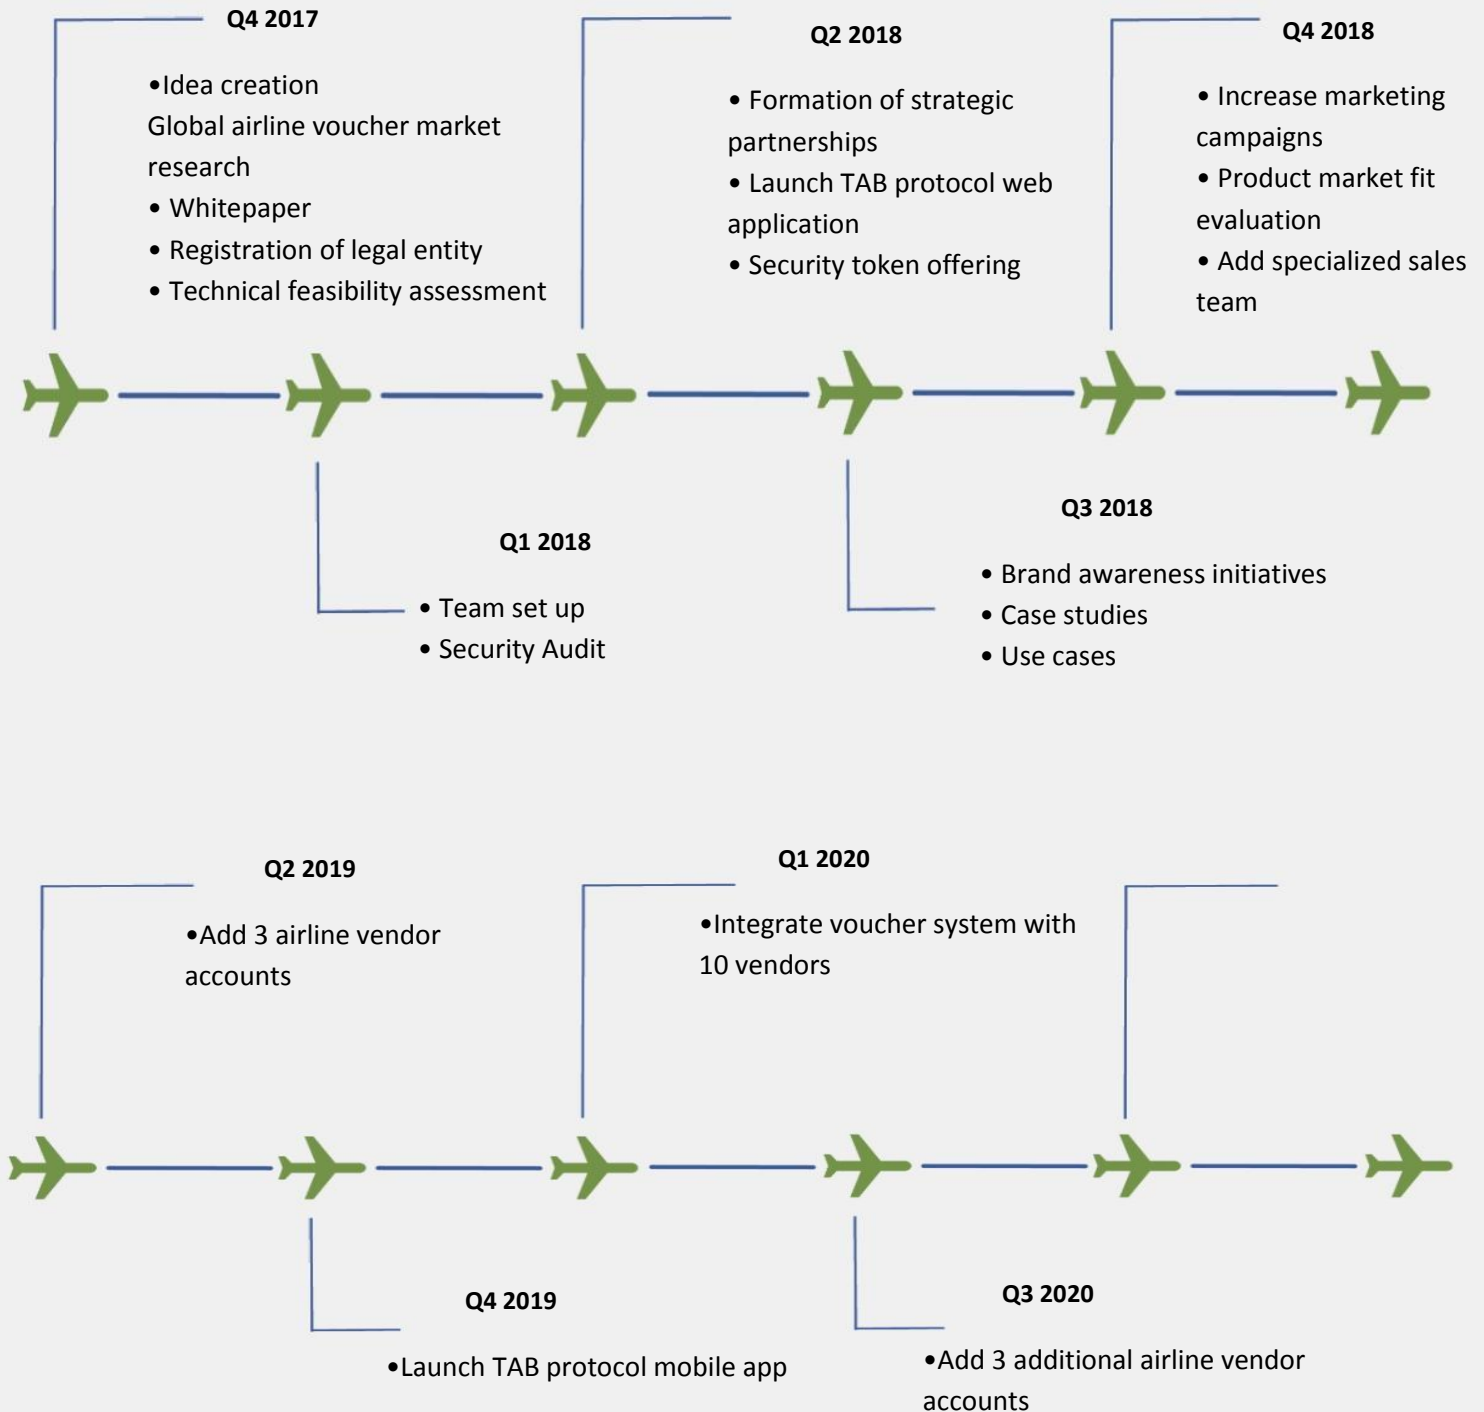 Q4 2017
•Idea creation
Global airline voucher market
research
• Whitepaper
• Registration of legal entity
• Technical feasibility assessment
Q2 2018
• Formation of strategic
partnerships
• Launch TAB protocol web
application
• Security token offering
Q4 2018
• Increase marketing
campaigns
• Product market fit
evaluation
• Add specialized sales
team
Q1 2018
• Team set up
• Security Audit
Q3 2018
• Brand awareness initiatives
• Case studies
• Use cases
Q2 2019
•Add 3 airline vendor
accounts
Q1 2020
•Integrate voucher system with
10 vendors
Q4 2019
•Launch TAB protocol mobile app
Q3 2020
•Add 3 additional airline vendor
accounts